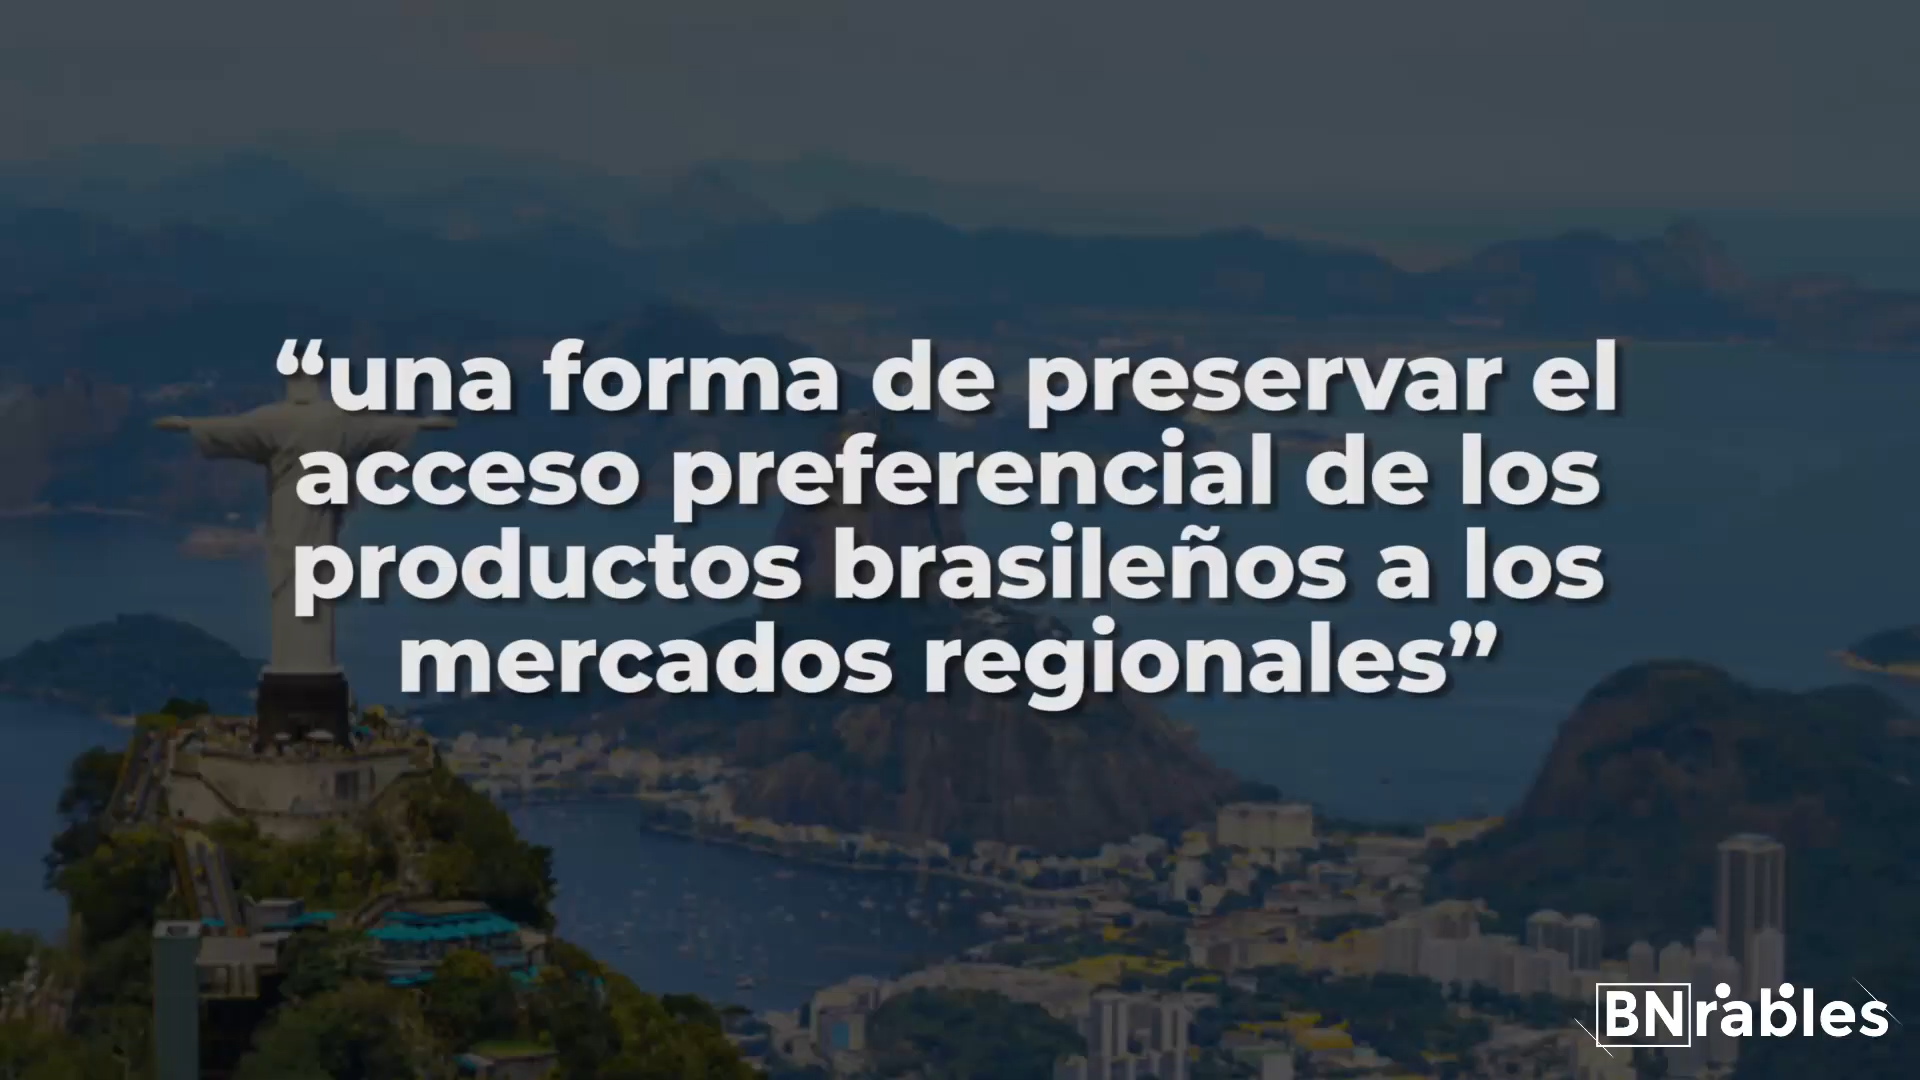 “una forma de preservar el
acceso preferencial de los
productos brasileños a los
mercados regionales”
BNrables